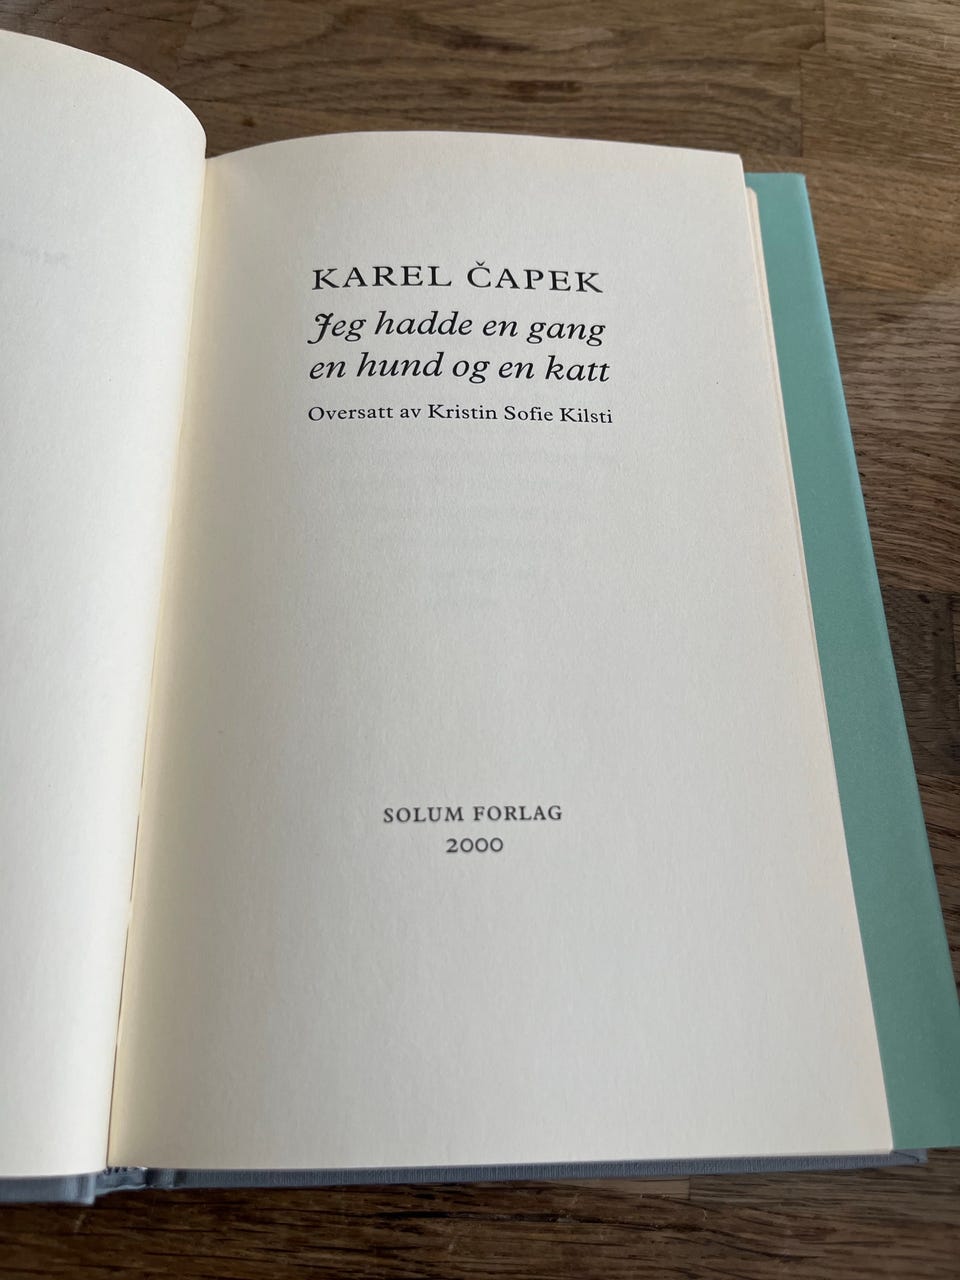 KAREL ČAPEK
Jeg hadde en gang
en hund og en katt
Oversatt av Kristin Sofie Kilsti
SOLUM FORLAG
2000